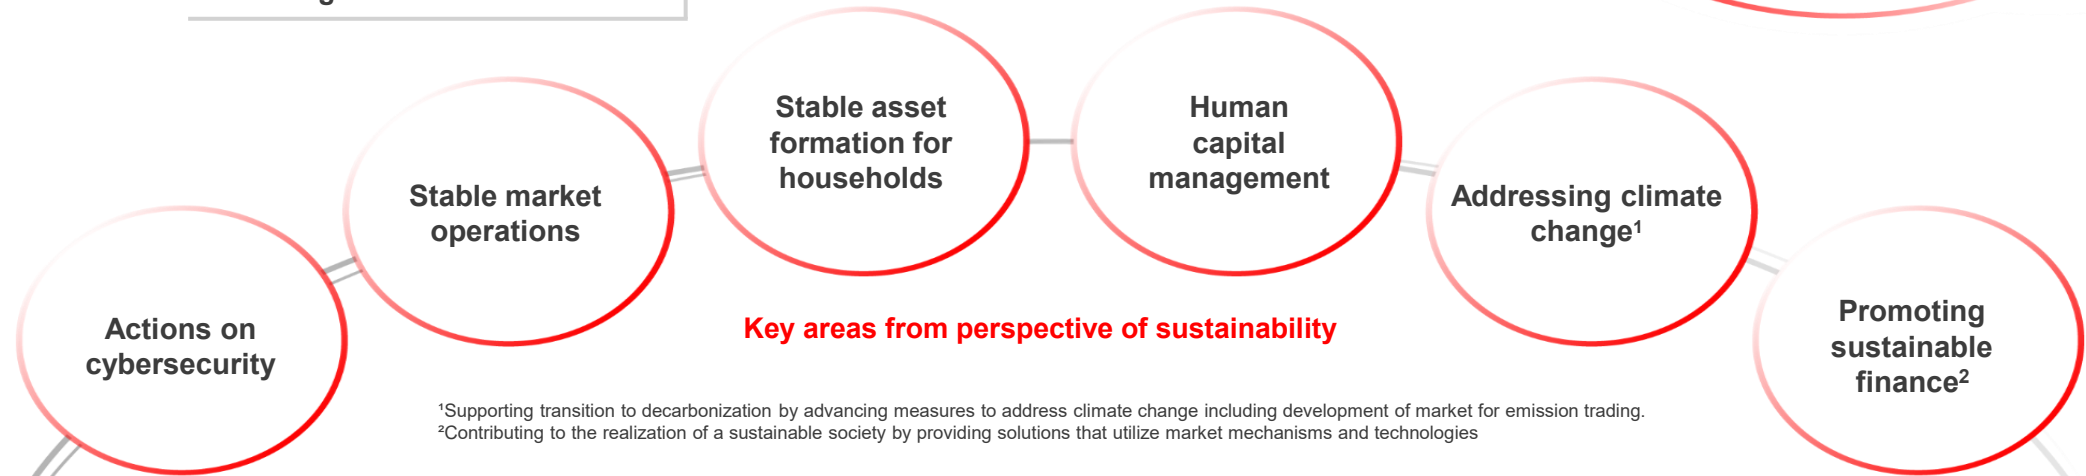 Stable asset
formation for
households
Human
capital
management
Stable market
operations
Addressing climate
change¹
Actions on
cybersecurity
Key areas from perspective of sustainability
Promoting
sustainable
finance²
¹Supporting transition to decarbonization by advancing measures to address climate change including development of market for emission trading.
²Contributing to the realization of a sustainable society by providing solutions that utilize market mechanisms and technologies